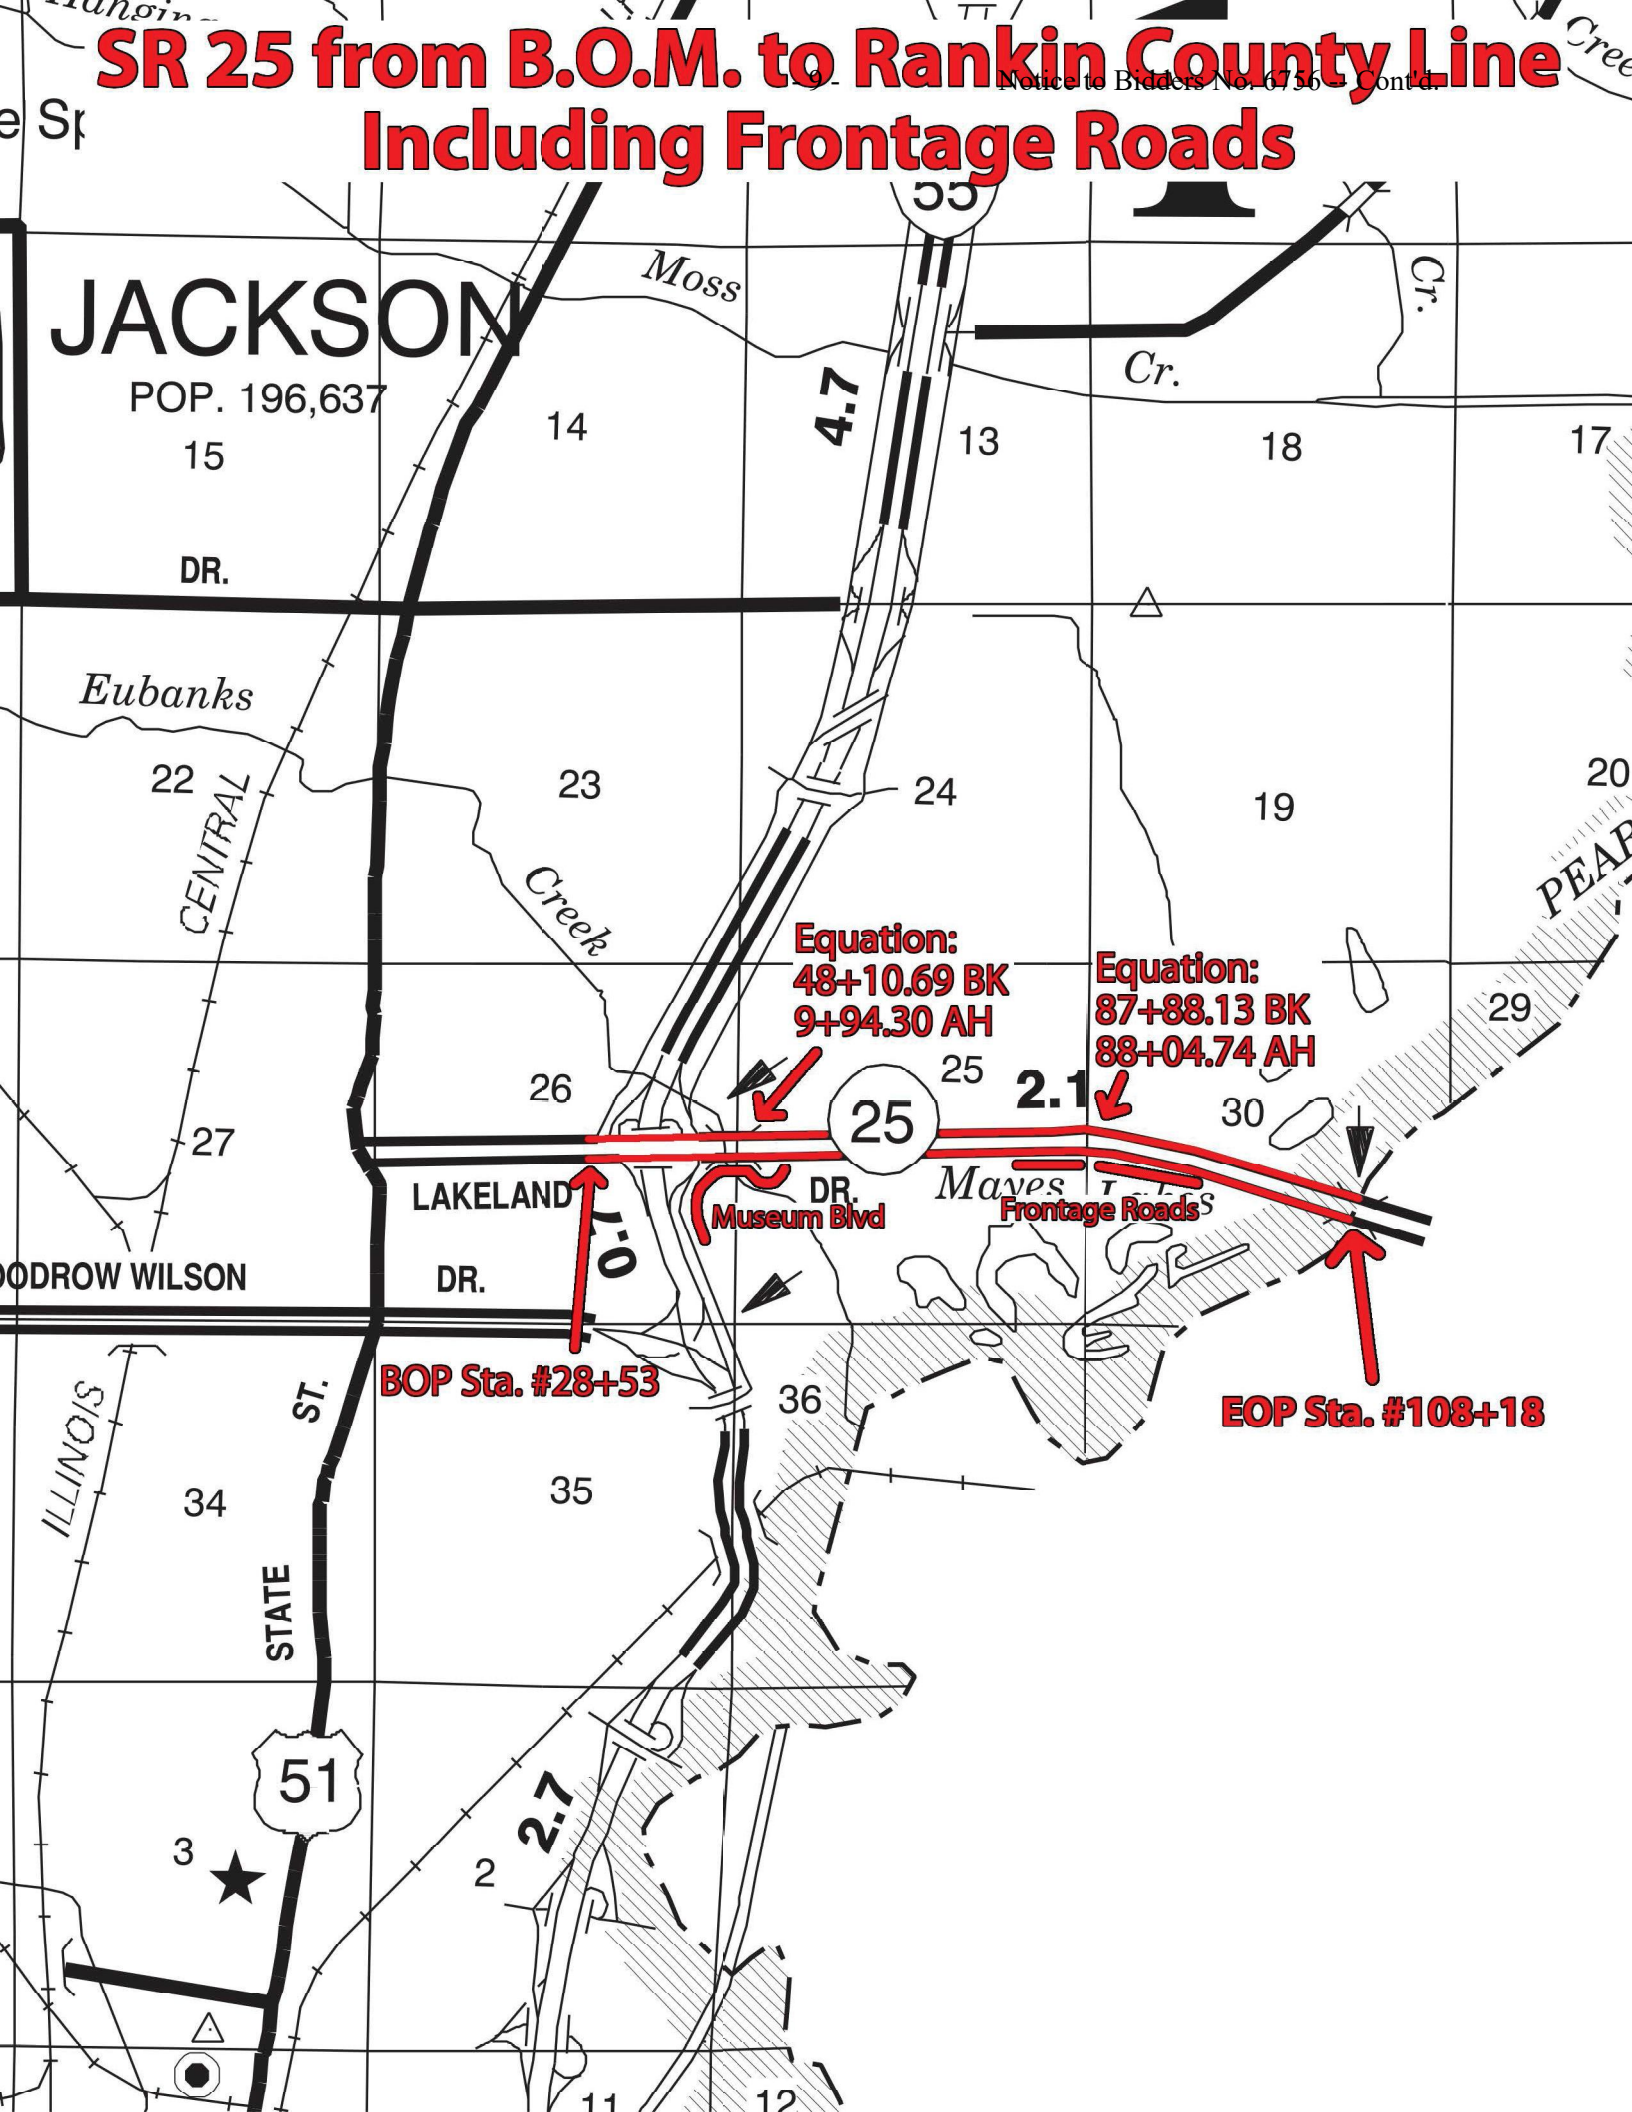 SR 25 from B.O.M. to Rankin County Line
- 9 - Notice to Bidders No. 6756 -- Cont'd.
Including Frontage Roads
55
Moss
JACKSON
Cr.
Cr.
POP. 196,637
4.7
14
13
18
17
15
DR.
Eubanks
22
23
24
20
19
CENTRAL
Creek
Equation:
48+10.69 BK
9+94.30 AH
Equation:
87+88.13 BK
88+04.74 AH
29
25
26
2.1
25
30
27
LAKELAND
DR.
Mayes Lakes
Museum Blvd
Frontage Roads
0.7
WOODROW WILSON
DR.
BOP Sta. #28+53
36
EOP Sta. #108+18
ST.
ILLINOIS
34
35
STATE
51
2.7
3
2
11
12